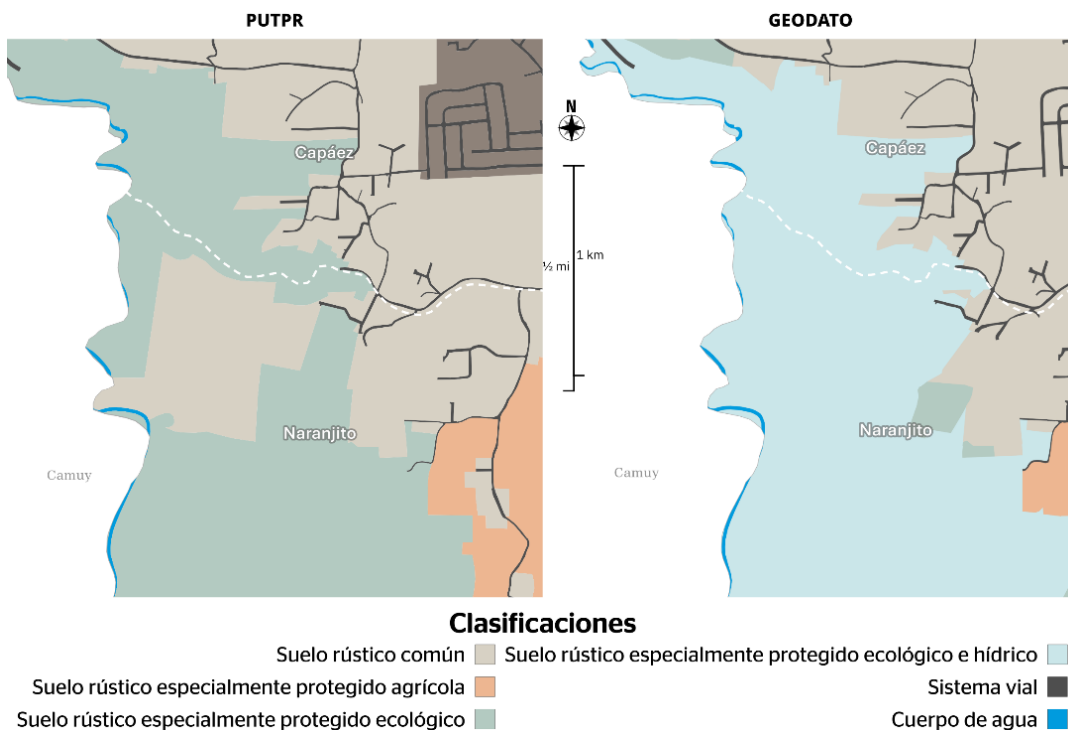 PUTPR
GEODATO
N
Capáez
Capáez
½ mi
1 km
Naranjito
Naranjito
Camuy
Camuy
Clasificaciones
Suelo rústico común
Suelo rústico especialmente protegido ecológico e hídrico
Suelo rústico especialmente protegido agrícola
Sistema vial
Suelo rústico especialmente protegido ecológico
Cuerpo de agua